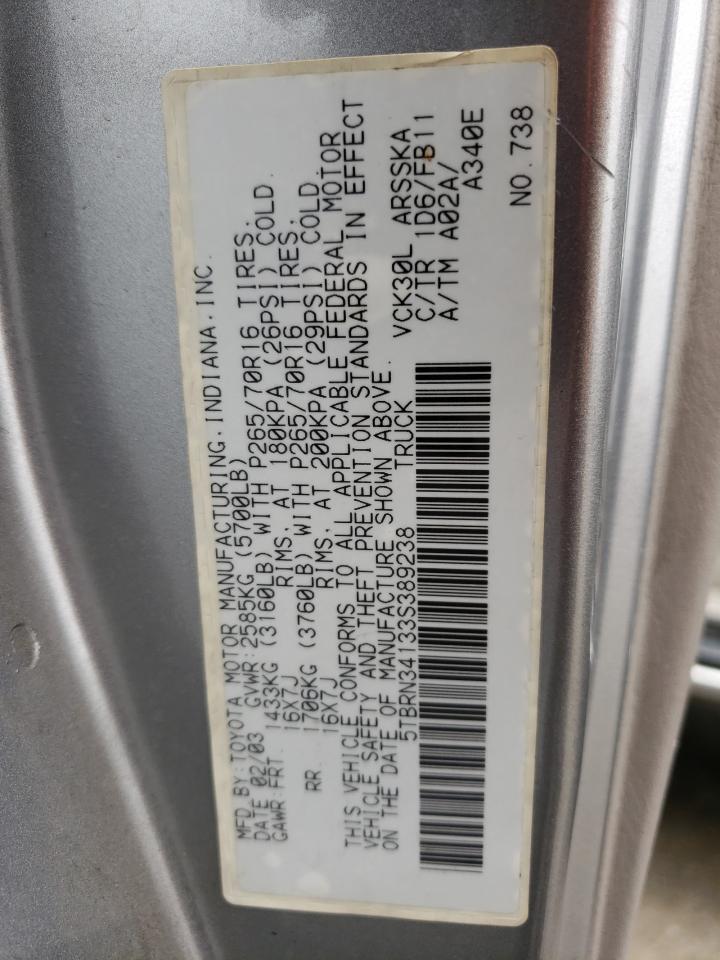 MFD. BY: TOYOTA MOTOR MANUFACTURING, INDIANA, INC.
DATE 02/03 GVWR: 2585KG (5700LB)
GAWR: FRT. 1433KG (3160LB) WITH P265/70R16 TIRES.
16X7J RIMS. AT 180KPA (26PSI) COLD.
RR. 1706KG (3760LB) WITH P265/70R16 TIRES.
16X7J RIMS. AT 200KPA (29PSI) COLD.
THIS VEHICLE CONFORMS TO ALL APPLICABLE FEDERAL MOTOR
VEHICLE SAFETY AND THEFT PREVENTION STANDARDS IN EFFECT
ON THE DATE OF MANUFACTURE SHOWN ABOVE.
5TBRN34133S389238 TRUCK
VCK30L ARSSKA
C/TR 1D6/FB11
A/TM A02A/
A340E
NO. 738